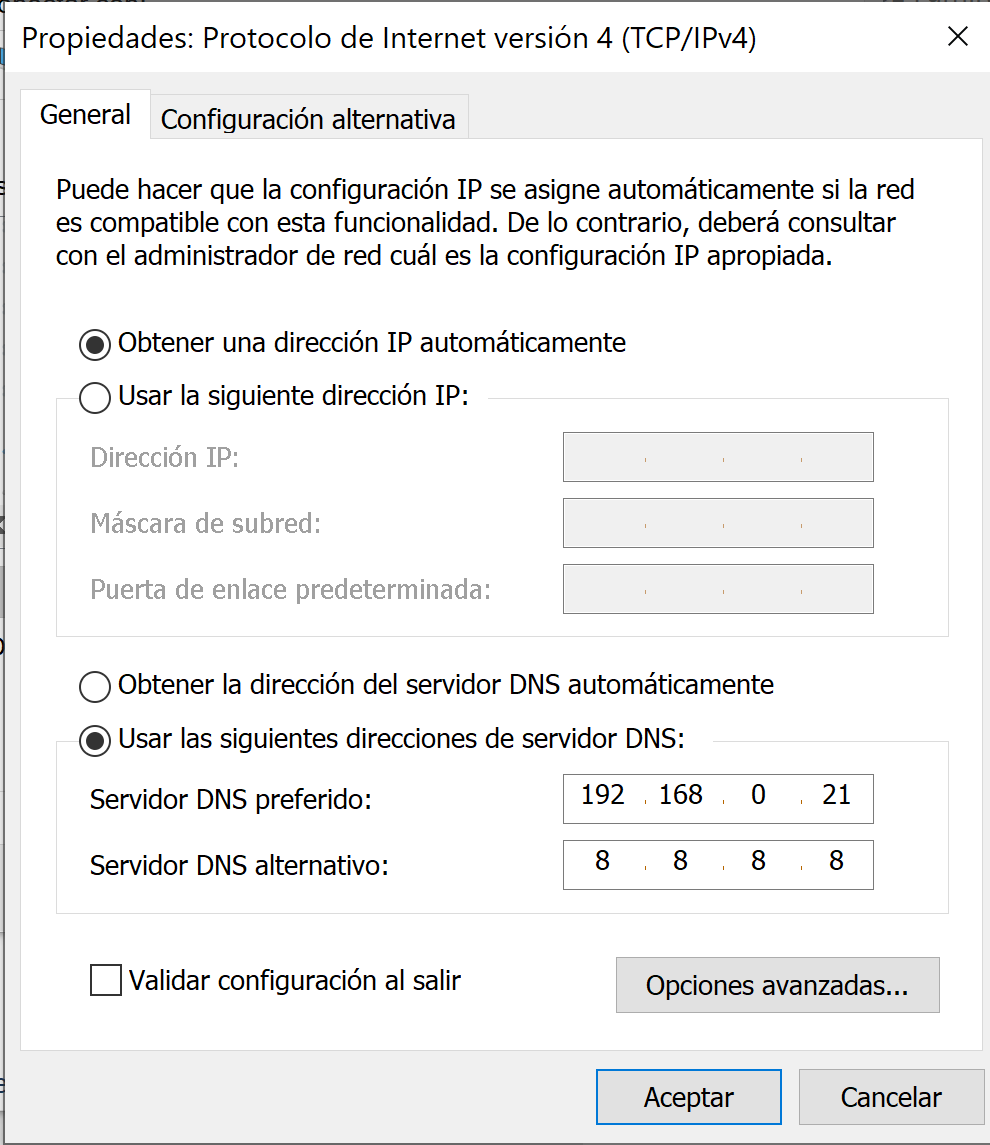 Propiedades: Protocolo de Internet versión 4 (TCP/IPv4)
General
Configuración alternativa
Puede hacer que la configuración IP se asigne automáticamente si la red
es compatible con esta funcionalidad. De lo contrario, deberá consultar
con el administrador de red cuál es la configuración IP apropiada.
Obtener una dirección IP automáticamente
Usar la siguiente dirección IP:
Dirección IP:
. . .
Máscara de subred:
. . .
Puerta de enlace predeterminada:
. . .
Obtener la dirección del servidor DNS automáticamente
Usar las siguientes direcciones de servidor DNS:
Servidor DNS preferido:
192 . 168 . 0 . 21
Servidor DNS alternativo:
8 . 8 . 8 . 8
Validar configuración al salir
Opciones avanzadas...
Aceptar
Cancelar